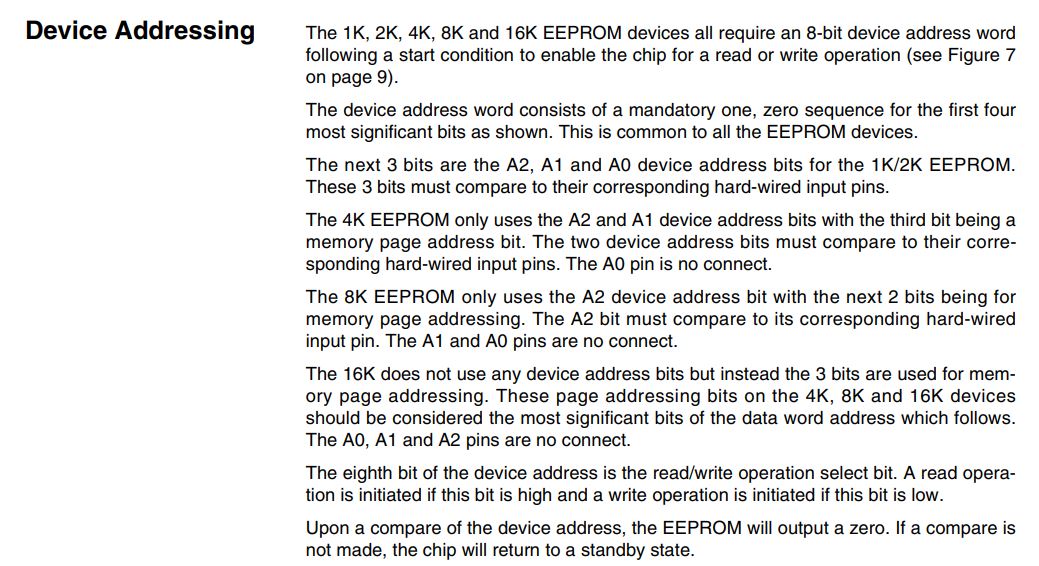 Device Addressing
The 1K, 2K, 4K, 8K and 16K EEPROM devices all require an 8-bit device address word
following a start condition to enable the chip for a read or write operation (see Figure 7
on page 9).
The device address word consists of a mandatory one, zero sequence for the first four
most significant bits as shown. This is common to all the EEPROM devices.
The next 3 bits are the A2, A1 and A0 device address bits for the 1K/2K EEPROM.
These 3 bits must compare to their corresponding hard-wired input pins.
The 4K EEPROM only uses the A2 and A1 device address bits with the third bit being a
memory page address bit. The two device address bits must compare to their corre-
sponding hard-wired input pins. The A0 pin is no connect.
The 8K EEPROM only uses the A2 device address bit with the next 2 bits being for
memory page addressing. The A2 bit must compare to its corresponding hard-wired
input pin. The A1 and A0 pins are no connect.
The 16K does not use any device address bits but instead the 3 bits are used for mem-
ory page addressing. These page addressing bits on the 4K, 8K and 16K devices
should be considered the most significant bits of the data word address which follows.
The A0, A1 and A2 pins are no connect.
The eighth bit of the device address is the read/write operation select bit. A read opera-
tion is initiated if this bit is high and a write operation is initiated if this bit is low.
Upon a compare of the device address, the EEPROM will output a zero. If a compare is
not made, the chip will return to a standby state.